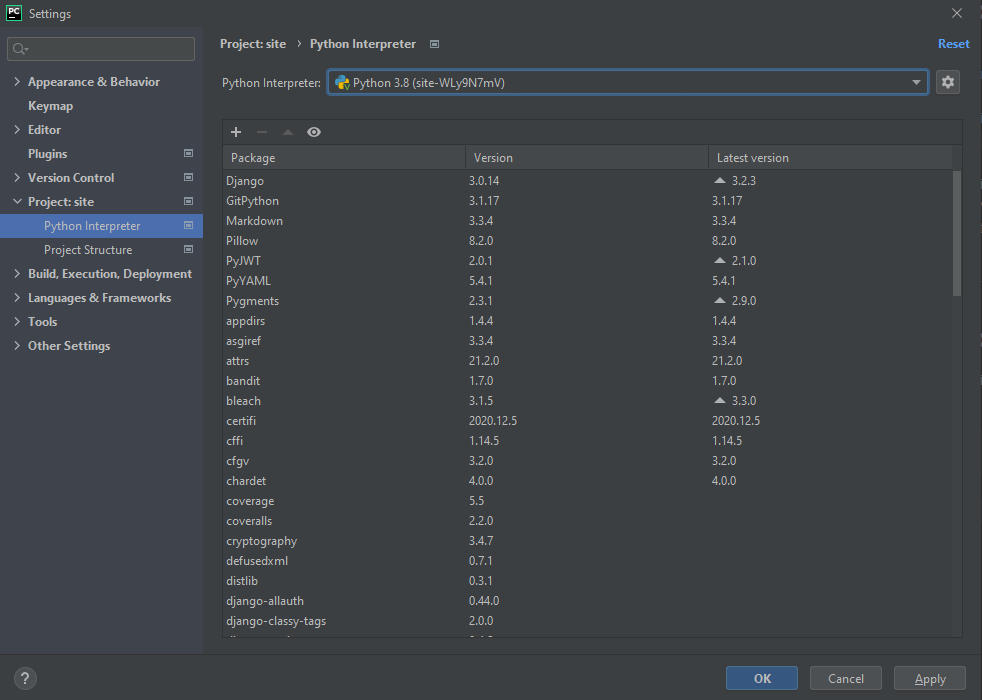 PC Settings
Project: site › Python Interpreter Reset
Python Interpreter: Python 3.8 (site-WLy9N7mV)
Appearance & Behavior
Keymap
Editor
Plugins
Version Control
Project: site
Python Interpreter
Project Structure
Build, Execution, Deployment
Languages & Frameworks
Tools
Other Settings
Package Version Latest version
Django 3.0.14 3.2.3
GitPython 3.1.17 3.1.17
Markdown 3.3.4 3.3.4
Pillow 8.2.0 8.2.0
PyJWT 2.0.1 2.1.0
PyYAML 5.4.1 5.4.1
Pygments 2.3.1 2.9.0
appdirs 1.4.4 1.4.4
asgiref 3.3.4 3.3.4
attrs 21.2.0 21.2.0
bandit 1.7.0 1.7.0
bleach 3.1.5 3.3.0
certifi 2020.12.5 2020.12.5
cffi 1.14.5 1.14.5
cfgv 3.2.0 3.2.0
chardet 4.0.0 4.0.0
coverage 5.5
coveralls 2.2.0
cryptography 3.4.7
defusedxml 0.7.1
distlib 0.3.1
django-allauth 0.44.0
django-classy-tags 2.0.0
? OK Cancel Apply